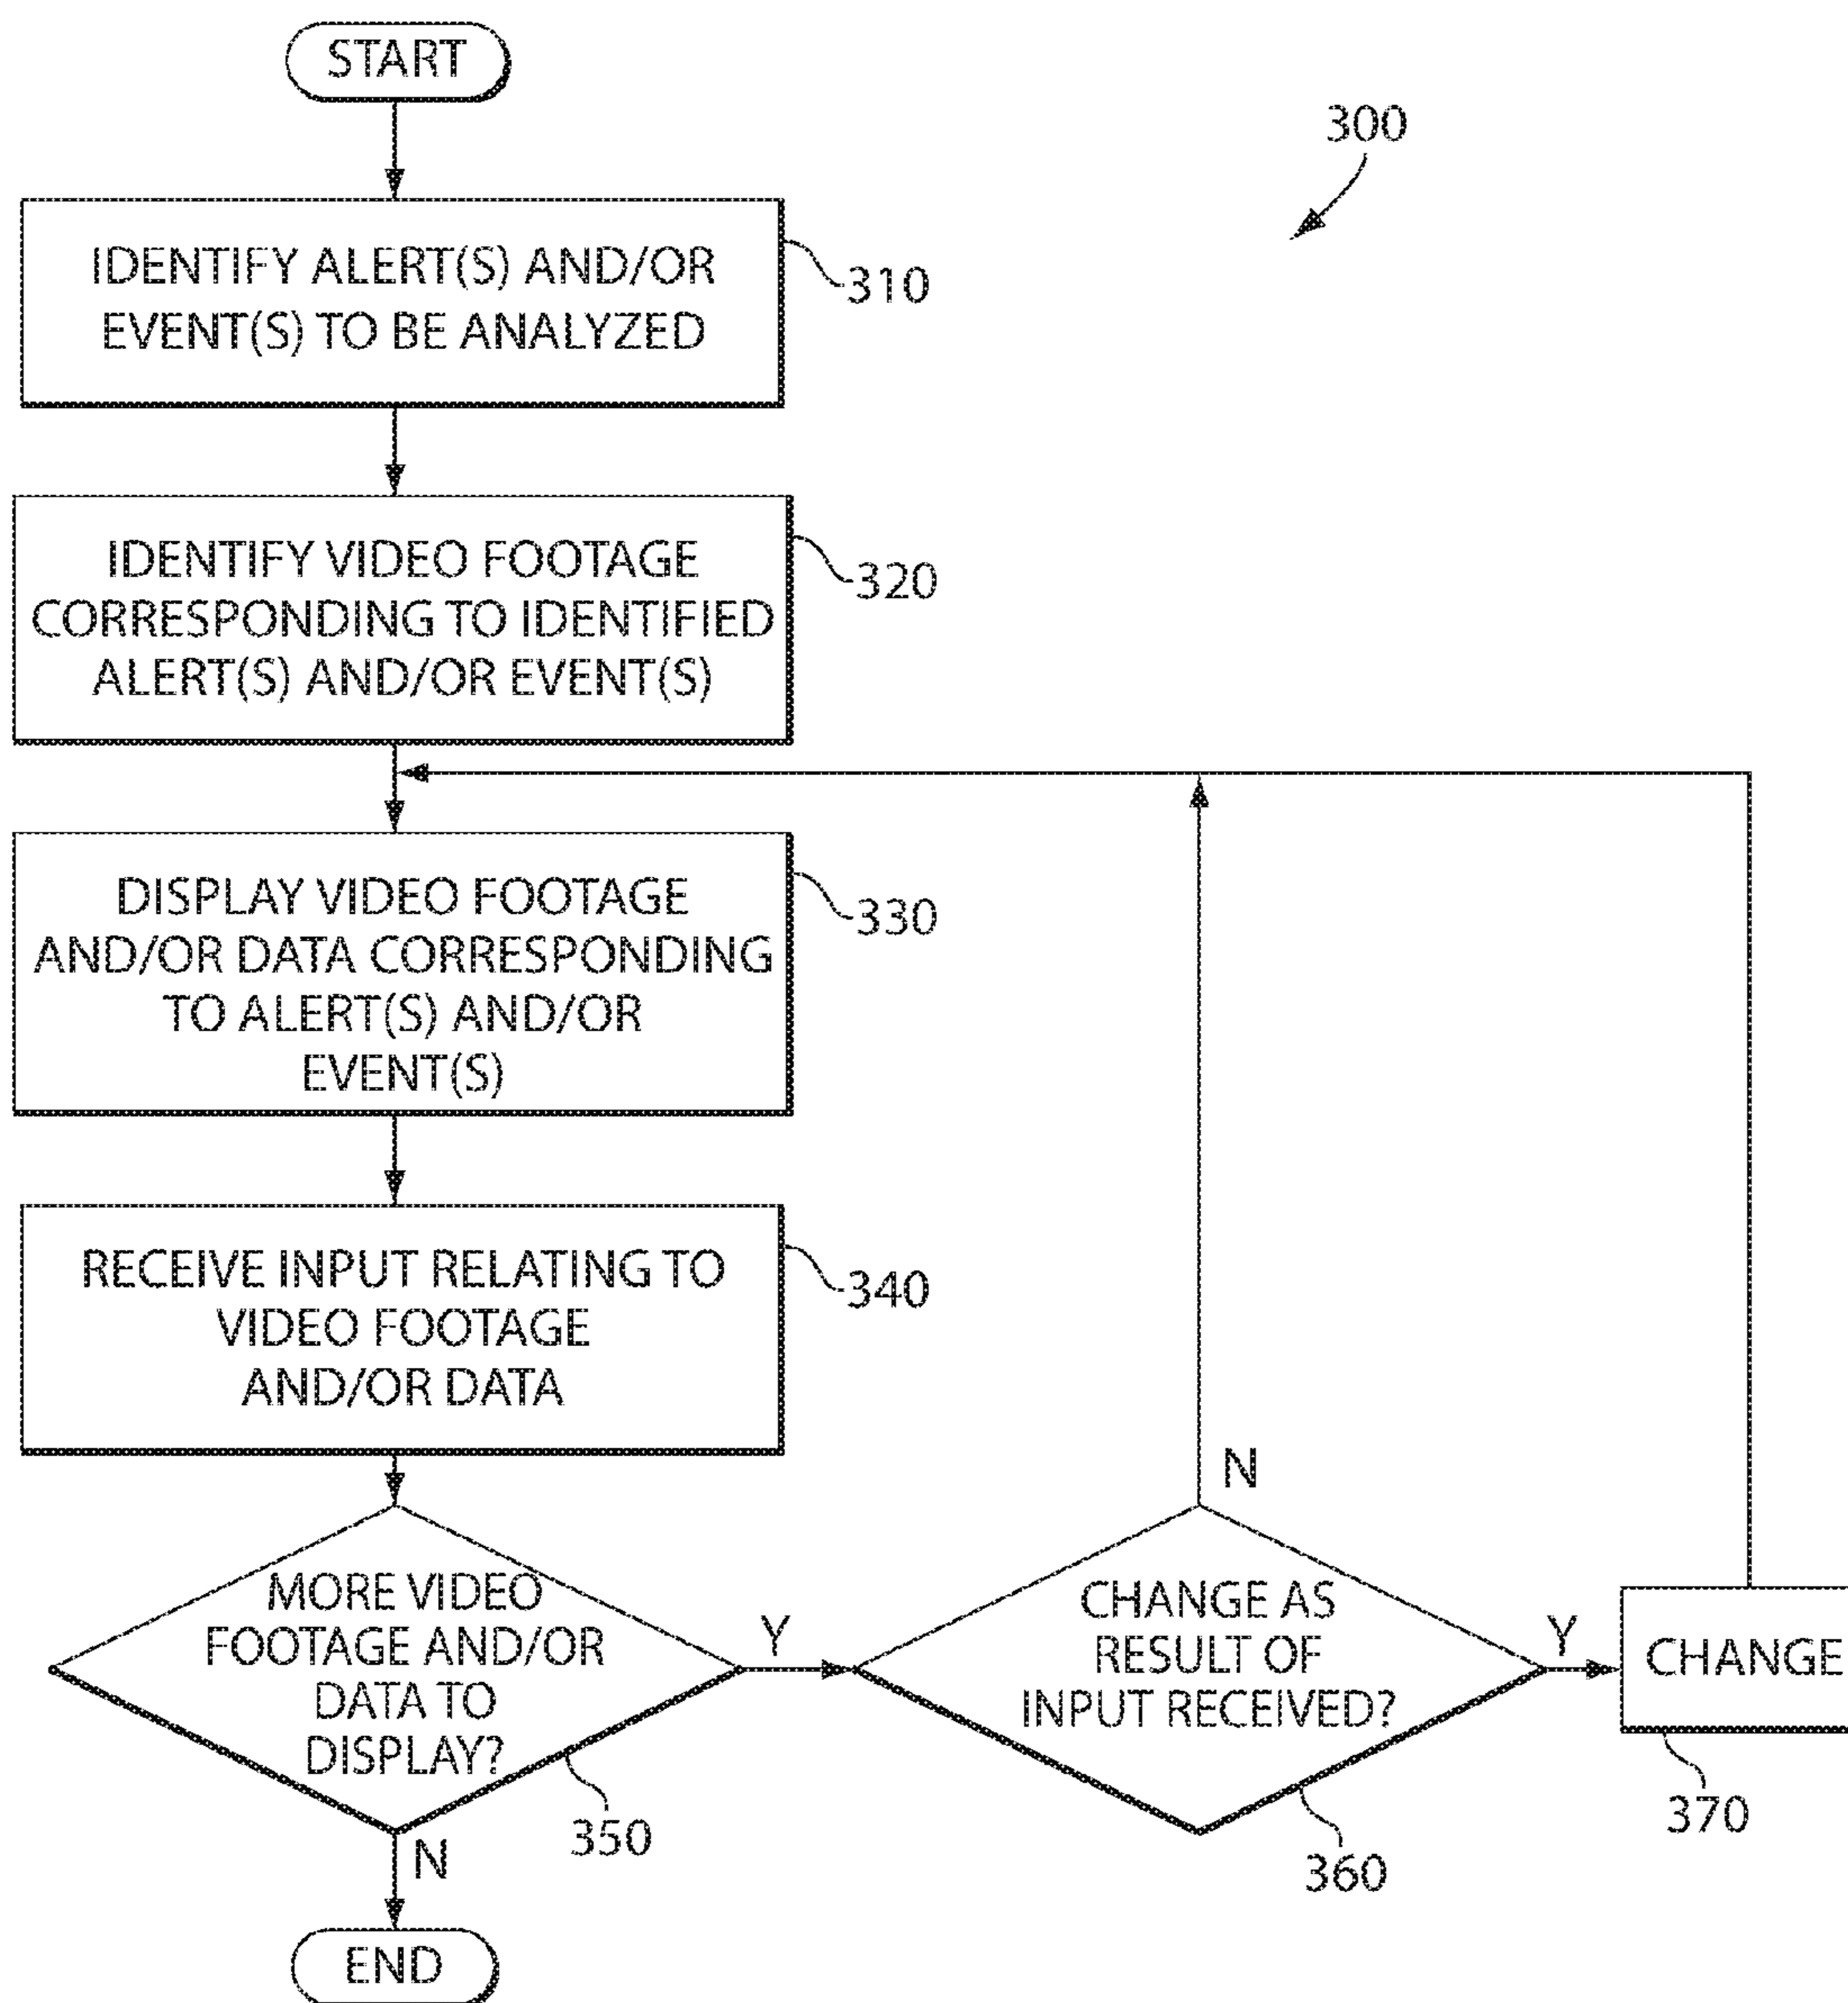 START
300
IDENTIFY ALERT(S) AND/OR
EVENT(S) TO BE ANALYZED
310
IDENTIFY VIDEO FOOTAGE
CORRESPONDING TO IDENTIFIED
ALERT(S) AND/OR EVENT(S)
320
DISPLAY VIDEO FOOTAGE
AND/OR DATA CORRESPONDING
TO ALERT(S) AND/OR
EVENT(S)
330
RECEIVE INPUT RELATING TO
VIDEO FOOTAGE
AND/OR DATA
340
MORE VIDEO
FOOTAGE AND/OR
DATA TO
DISPLAY?
350
Y
N
CHANGE AS
RESULT OF
INPUT RECEIVED?
360
N
Y
CHANGE
370
END